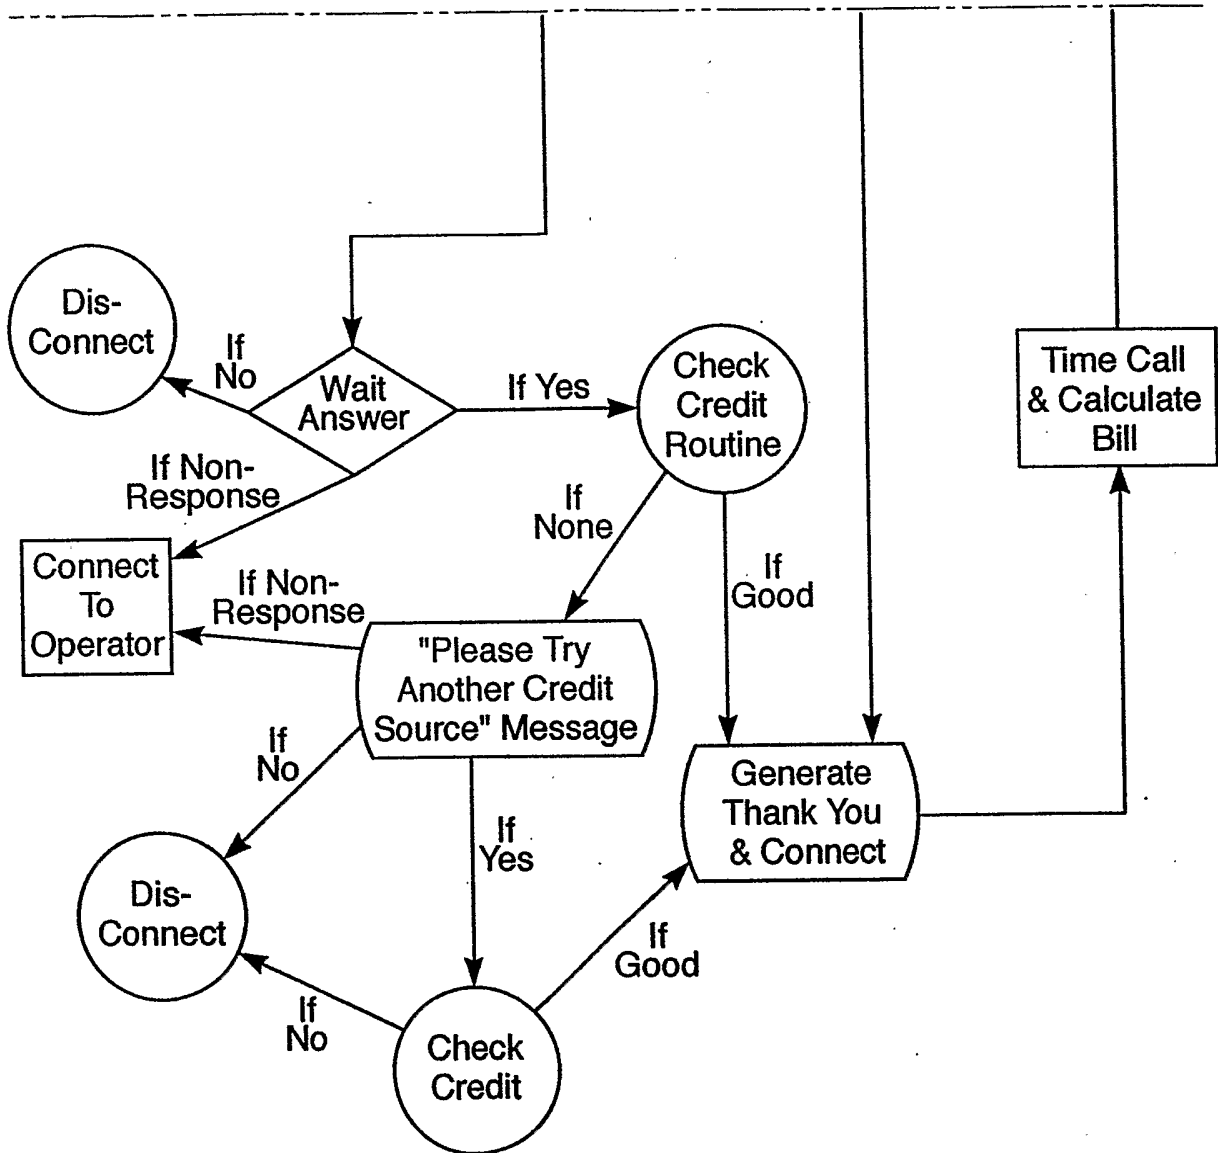 Dis-
Connect
If
No
Wait
Answer
If Yes
Check
Credit
Routine
Time Call
& Calculate
Bill
If Non-
Response
If
None
If
Good
Connect
To
Operator
If Non-
Response
"Please Try
Another Credit
Source" Message
If
No
If
Yes
Generate
Thank You
& Connect
Dis-
Connect
If
Good
If
No
Check
Credit